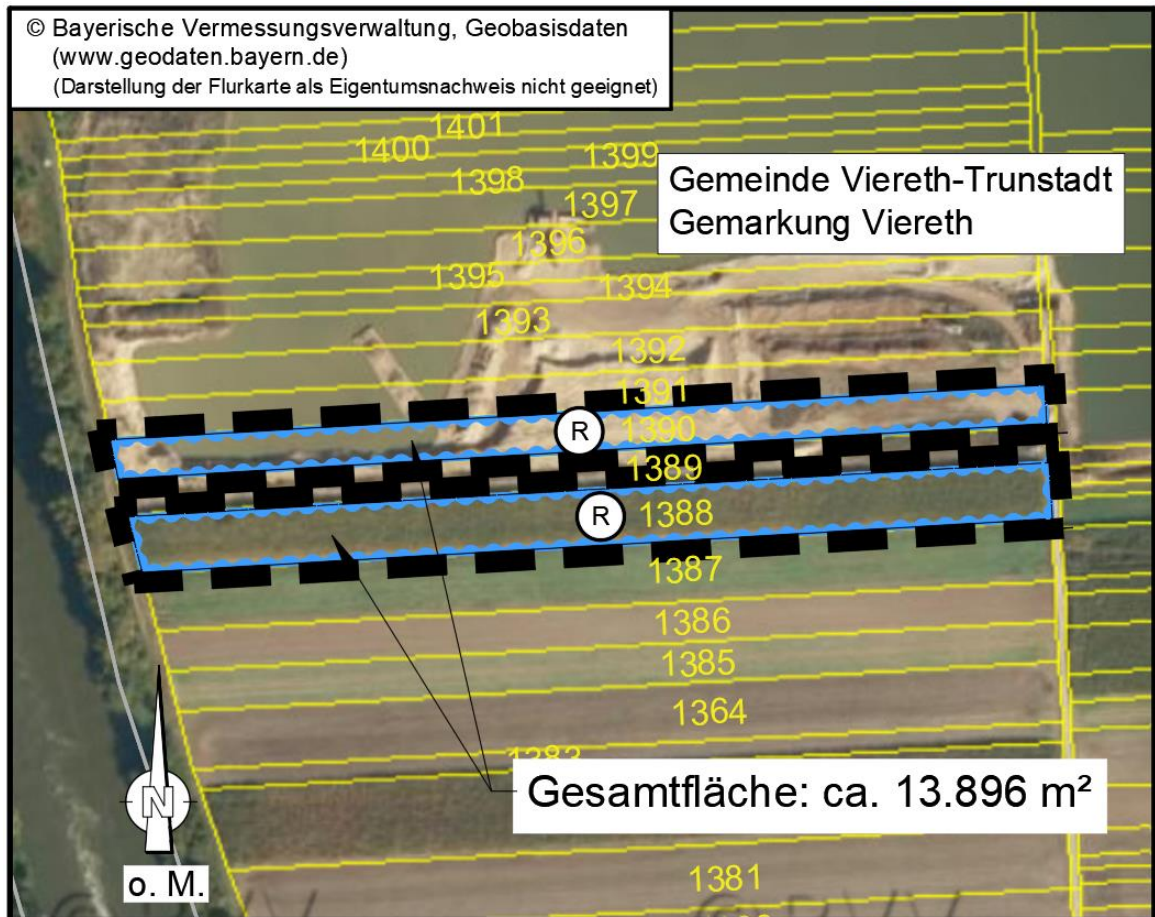 © Bayerische Vermessungsverwaltung, Geobasisdaten
(www.geodaten.bayern.de)
(Darstellung der Flurkarte als Eigentumsnachweis nicht geeignet)
1401
1400
1399
Gemeinde Viereth-Trunstadt
Gemarkung Viereth
1398
1397
1396
1395
1394
1393
1392
1391
R
1390
1389
R
1388
1387
1386
1385
1364
1383
Gesamtfläche: ca. 13.896 m²
N
o. M.
1381